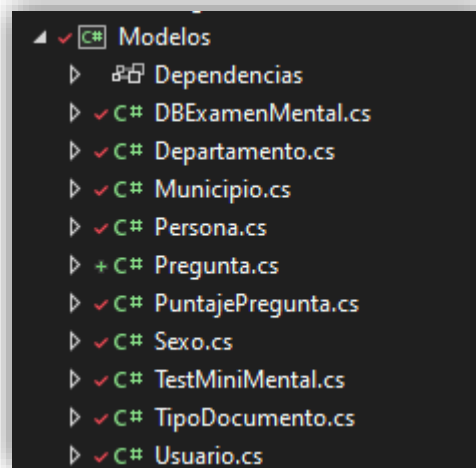 C# Modelos
Dependencias
C# DBExamenMental.cs
C# Departamento.cs
C# Municipio.cs
C# Persona.cs
+ C# Pregunta.cs
C# PuntajePregunta.cs
C# Sexo.cs
C# TestMiniMental.cs
C# TipoDocumento.cs
C# Usuario.cs